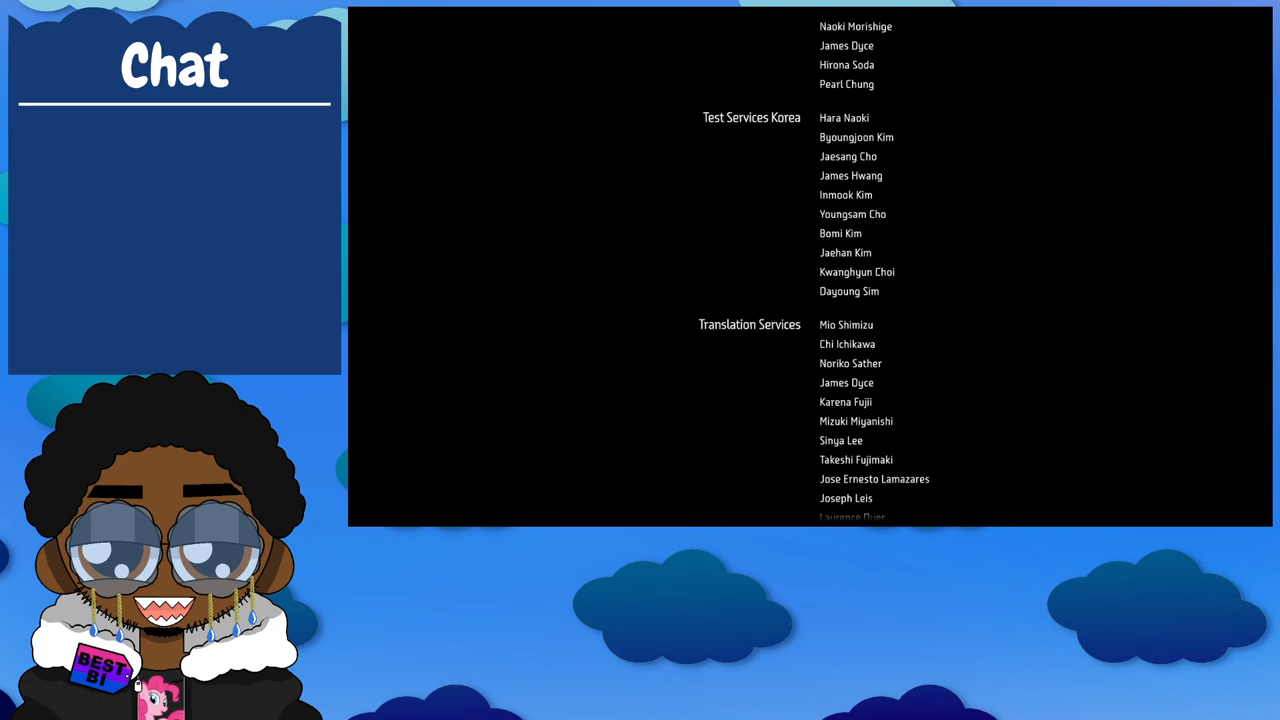 Chat
Naoki Morishige
James Dyce
Hirona Soda
Pearl Chung
Test Services Korea
Hara Naoki
Byoungjoon Kim
Jaesang Cho
James Hwang
Inmook Kim
Youngsam Cho
Bomi Kim
Jaehan Kim
Kwanghyun Choi
Dayoung Sim
Translation Services
Mio Shimizu
Chi Ichikawa
Noriko Sather
James Dyce
Karena Fujii
Mizuki Miyanishi
Sinya Lee
Takeshi Fujimaki
Jose Ernesto Lamazares
Joseph Leis
Laurence Dyer
BEST
BI